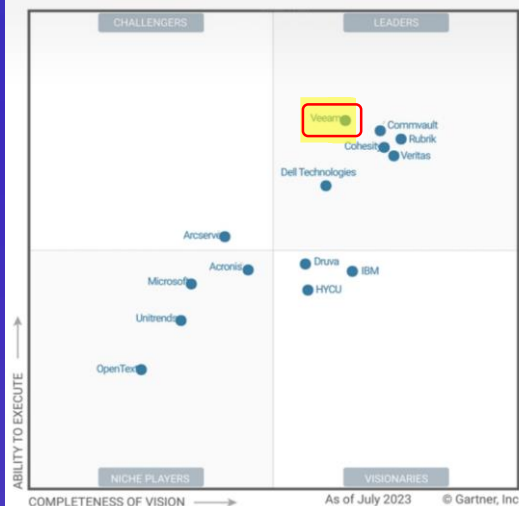 CHALLENGERS
LEADERS
Veeam
Commvault
Rubrik
Cohesity
Veritas
Dell Technologies
Arcserve
Acronis
Druva
IBM
Microsoft
HYCU
Unitrends
OpenText
ABILITY TO EXECUTE
NICHE PLAYERS
VISIONARIES
COMPLETENESS OF VISION
As of July 2023
© Gartner, Inc